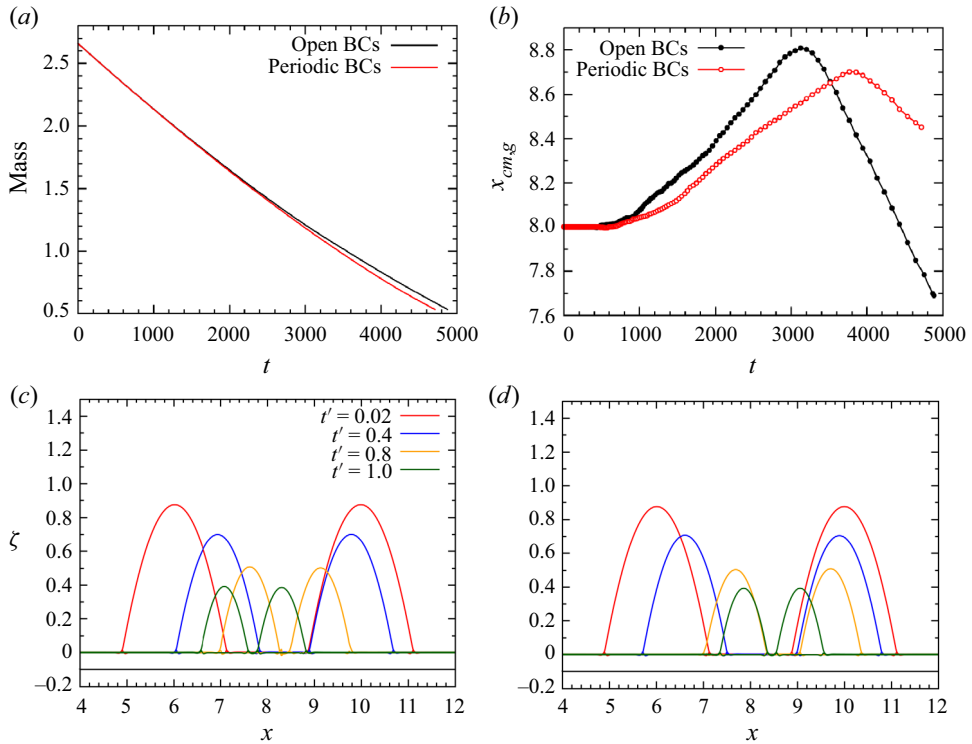 (a)
Open BCs
Periodic BCs
Mass
2.5
2.0
1.5
1.0
0.5
0 1000 2000 3000 4000 5000
t
(b)
Open BCs
Periodic BCs
x_{cm,g}
8.8
8.6
8.4
8.2
8.0
7.8
7.6
0 1000 2000 3000 4000 5000
t
(c)
t′ = 0.02
t′ = 0.4
t′ = 0.8
t′ = 1.0
ζ
1.4
1.2
1.0
0.8
0.6
0.4
0.2
0
–0.2
4 5 6 7 8 9 10 11 12
x
(d)
1.4
1.2
1.0
0.8
0.6
0.4
0.2
0
–0.2
4 5 6 7 8 9 10 11 12
x